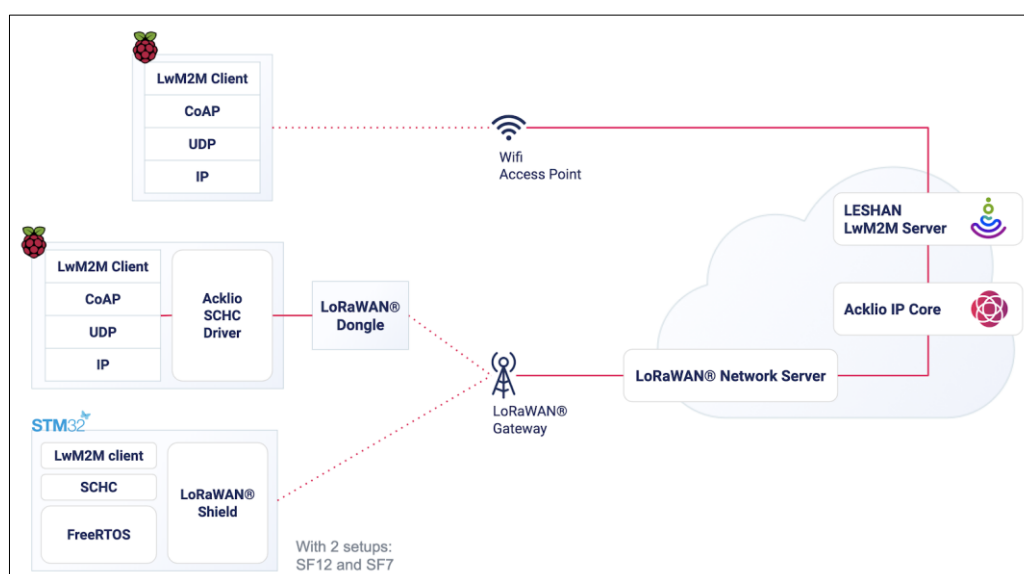 LwM2M Client
CoAP
UDP
IP
Wifi
Access Point
LESHAN
LwM2M Server
Acklio IP Core
LoRaWAN® Network Server
LwM2M Client
CoAP
UDP
IP
Acklio
SCHC
Driver
LoRaWAN®
Dongle
LoRaWAN®
Gateway
STM32
LwM2M client
SCHC
FreeRTOS
LoRaWAN®
Shield
With 2 setups:
SF12 and SF7